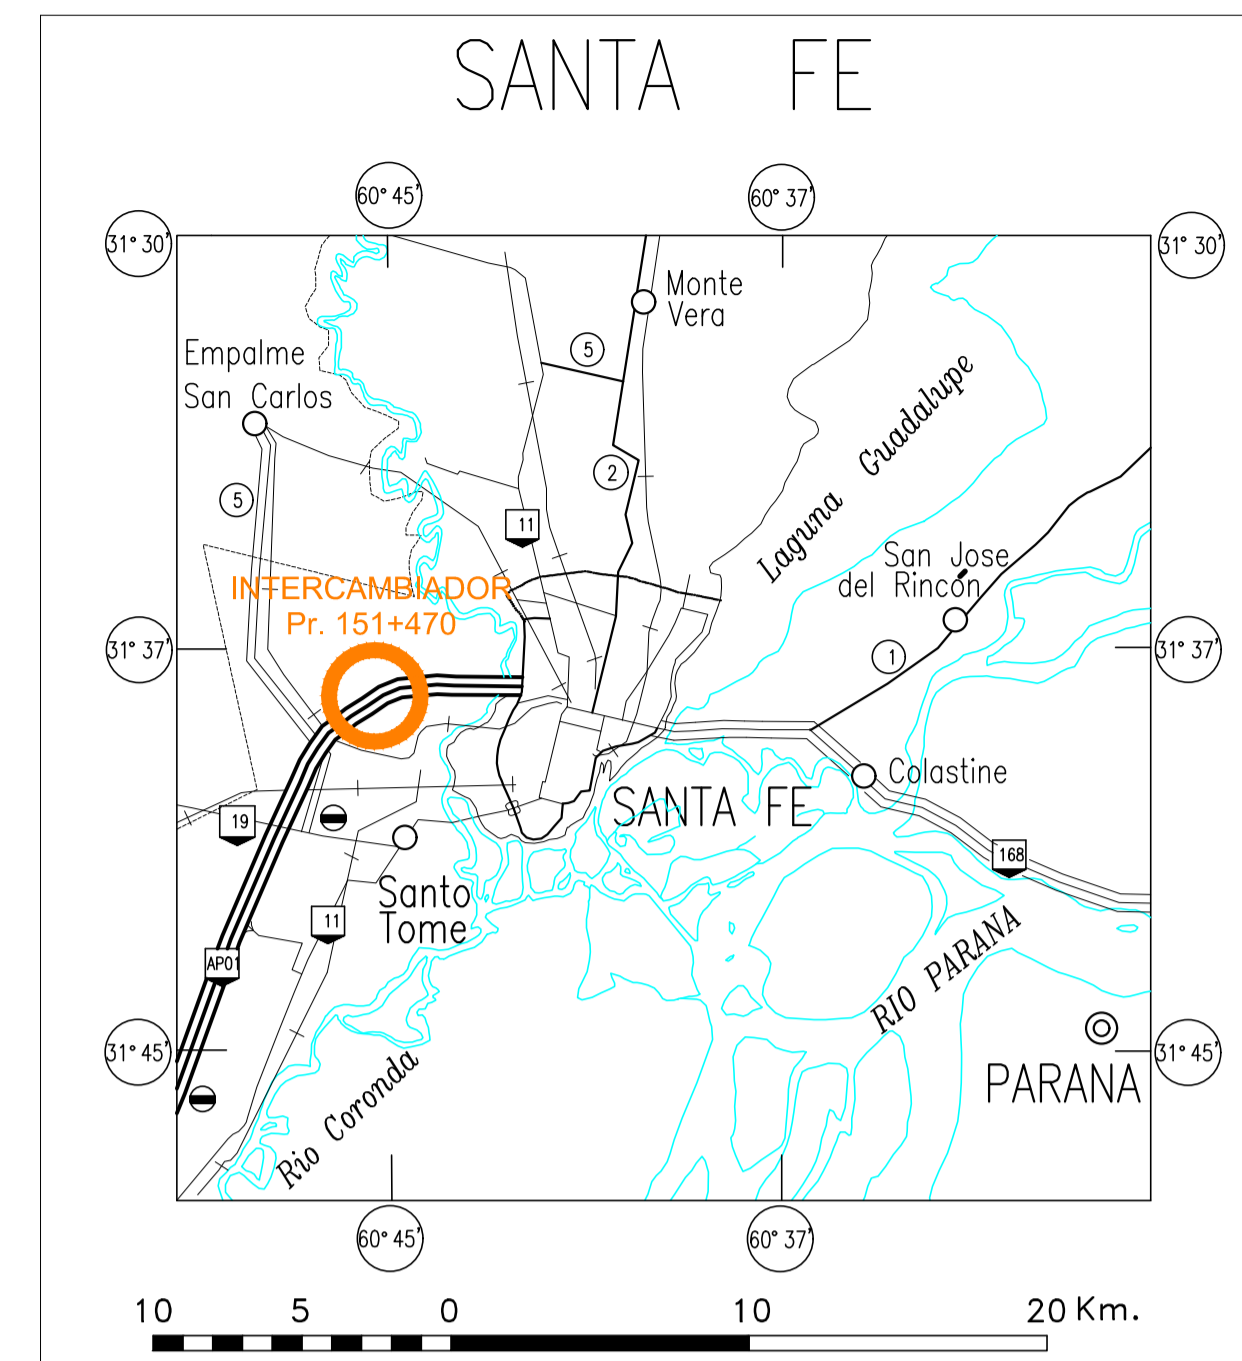 SANTA FE
60° 45'
60° 37'
31° 30'
31° 30'
Monte
Vera
5
Empalme
San Carlos
Laguna Guadalupe
2
5
11
San Jose
del Rincón
INTERCAMBIADOR
Pr. 151+470
31° 37'
31° 37'
1
Colastine
SANTA FE
19
168
Santo
Tome
11
AP01
RIO PARANA
31° 45'
31° 45'
PARANA
Rio Coronda
60° 45'
60° 37'
10 5 0 10 20 Km.